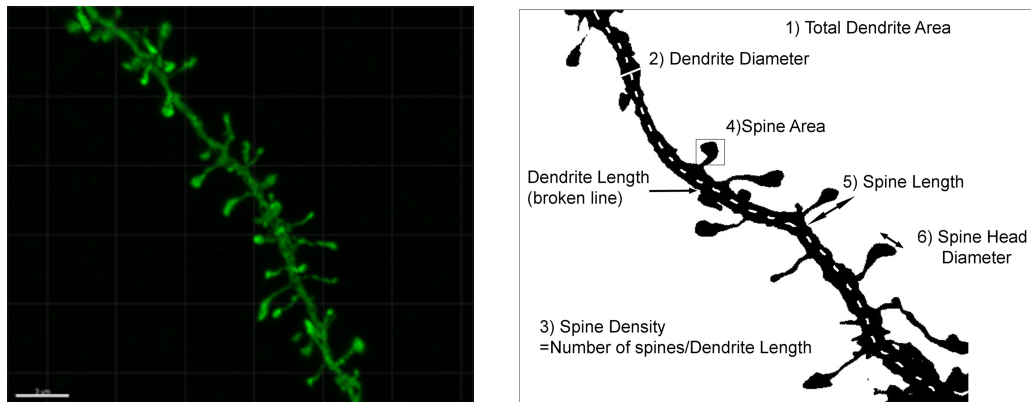 1) Total Dendrite Area
2) Dendrite Diameter
4)Spine Area
Dendrite Length
(broken line)
5) Spine Length
6) Spine Head
Diameter
3) Spine Density
=Number of spines/Dendrite Length